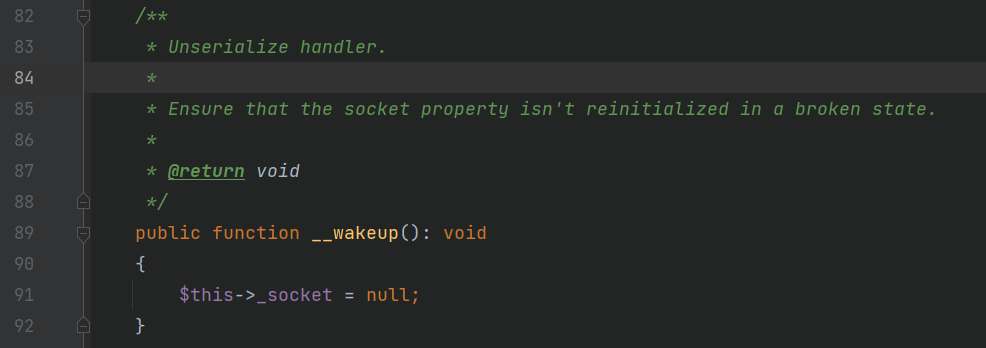 82 /**
83 * Unserialize handler.
84 *
85 * Ensure that the socket property isn't reinitialized in a broken state.
86 *
87 * @return void
88 */
89 public function __wakeup(): void
90 {
91 $this->_socket = null;
92 }